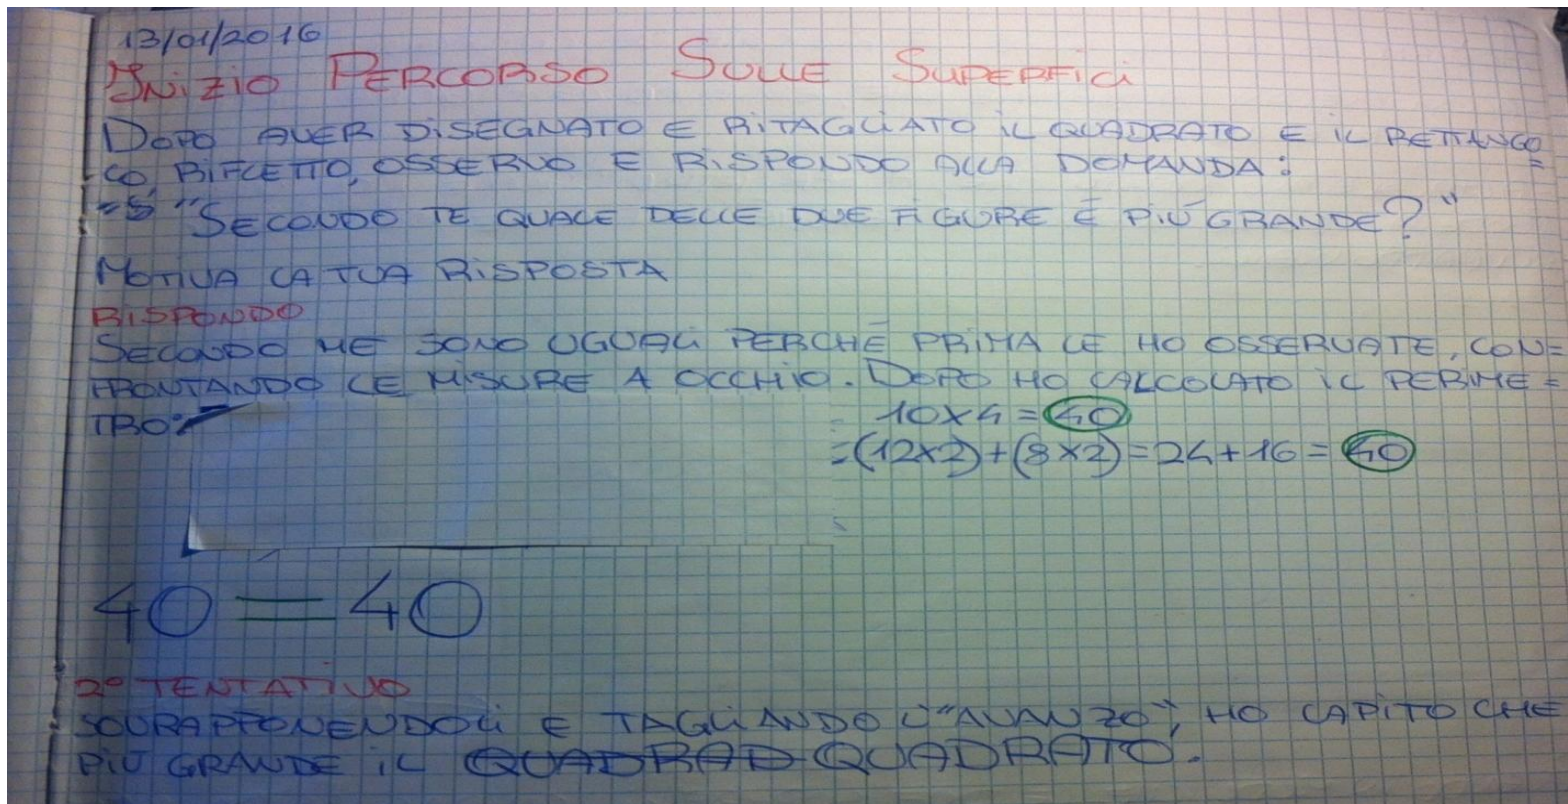 13/01/2016
INIZIO PERCORSO SULLE SUPERFICI
DOPO AVER DISEGNATO E RITAGLIATO IL QUADRATO E IL RETTANGO=
LO, RIFLETTO, OSSERVO E RISPONDO ALLA DOMANDA:
"SECONDO TE QUALE DELLE DUE FIGURE È PIÙ GRANDE?"
MOTIVA LA TUA RISPOSTA
RISPONDO
SECONDO ME SONO UGUALI PERCHÉ PRIMA LE HO OSSERVATE, CON=
FRONTANDO LE MISURE A OCCHIO. DOPO HO CALCOLATO IL PERIME=
TRO:
= 10×4=40
=(12×2)+(8×2)=24+16=40
40=40
2° TENTATIVO
SOVRAPPONENDOLI E TAGLIANDO L'"AVANZO", HO CAPITO CHE
PIÙ GRANDE IL QUADRAD QUADRATO.